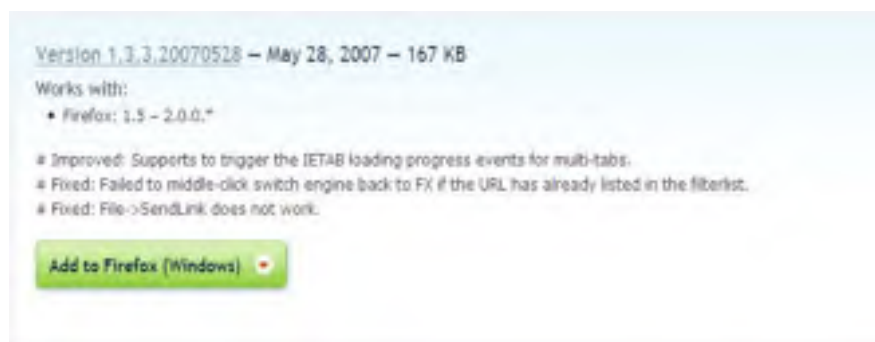 Version 1.3.3.20070528 — May 28, 2007 — 167 KB
Works with:
• Firefox: 1.5 – 2.0.0.*
# Improved: Supports to trigger the IETAB loading progress events for multi-tabs.
# Fixed: Failed to middle-click switch engine back to FX if the URL has already listed in the filterlist.
# Fixed: File->SendLink does not work.
Add to Firefox (Windows)